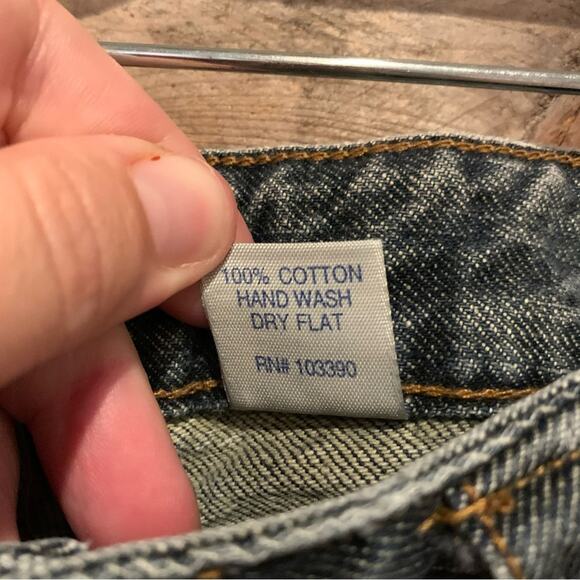 100% COTTON
HAND WASH
DRY FLAT
RN# 103390